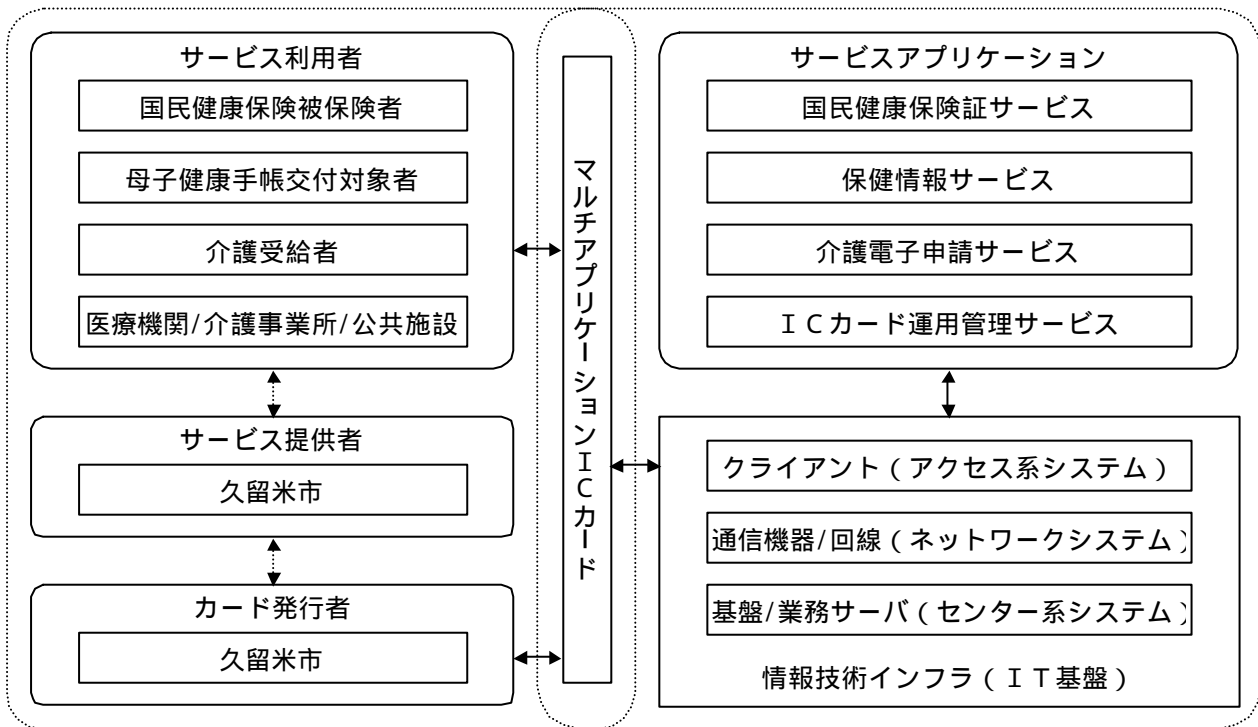 サービス利用者
国民健康保険被保険者
母子健康手帳交付対象者
介護受給者
医療機関/介護事業所/公共施設
サービス提供者
久留米市
カード発行者
久留米市
マルチアプリケーションＩＣカード
サービスアプリケーション
国民健康保険証サービス
保健情報サービス
介護電子申請サービス
ＩＣカード運用管理サービス
クライアント（アクセス系システム）
通信機器/回線（ネットワークシステム）
基盤/業務サーバ（センター系システム）
情報技術インフラ（ＩＴ基盤）